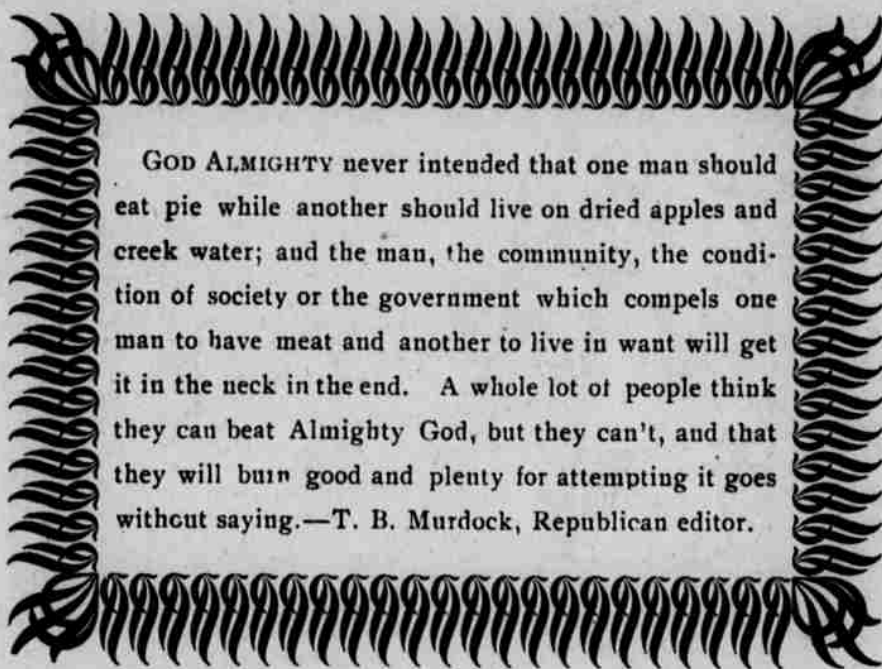 GOD ALMIGHTY never intended that one man should
eat pie while another should live on dried apples and
creek water; and the man, the community, the condi-
tion of society or the government which compels one
man to have meat and another to live in want will get
it in the neck in the end. A whole lot of people think
they can beat Almighty God, but they can't, and that
they will burn good and plenty for attempting it goes
without saying.—T. B. Murdock, Republican editor.